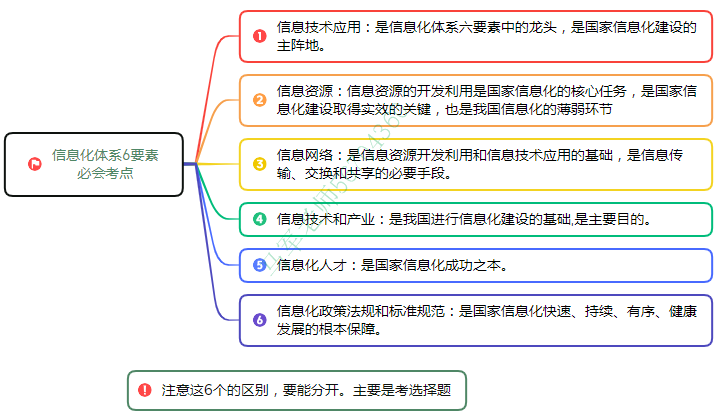 信息化体系6要素
必会考点
1 信息技术应用：是信息化体系六要素中的龙头，是国家信息化建设的
主阵地。
2 信息资源：信息资源的开发利用是国家信息化的核心任务，是国家信
息化建设取得实效的关键，也是我国信息化的薄弱环节
3 信息网络：是信息资源开发利用和信息技术应用的基础，是信息传
输、交换和共享的必要手段。
4 信息技术和产业：是我国进行信息化建设的基础,是主要目的。
5 信息化人才：是国家信息化成功之本。
6 信息化政策法规和标准规范：是国家信息化快速、持续、有序、健康
发展的根本保障。
! 注意这6个的区别，要能分开。主要是考选择题